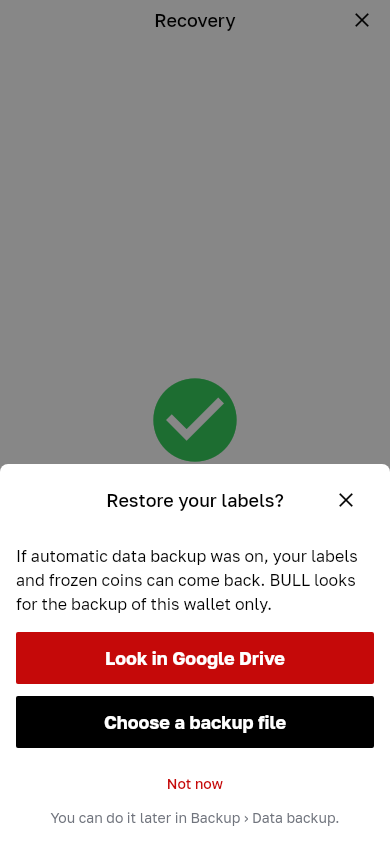 Recovery
Restore your labels?
If automatic data backup was on, your labels
and frozen coins can come back. BULL looks
for the backup of this wallet only.
Look in Google Drive
Choose a backup file
Not now
You can do it later in Backup › Data backup.